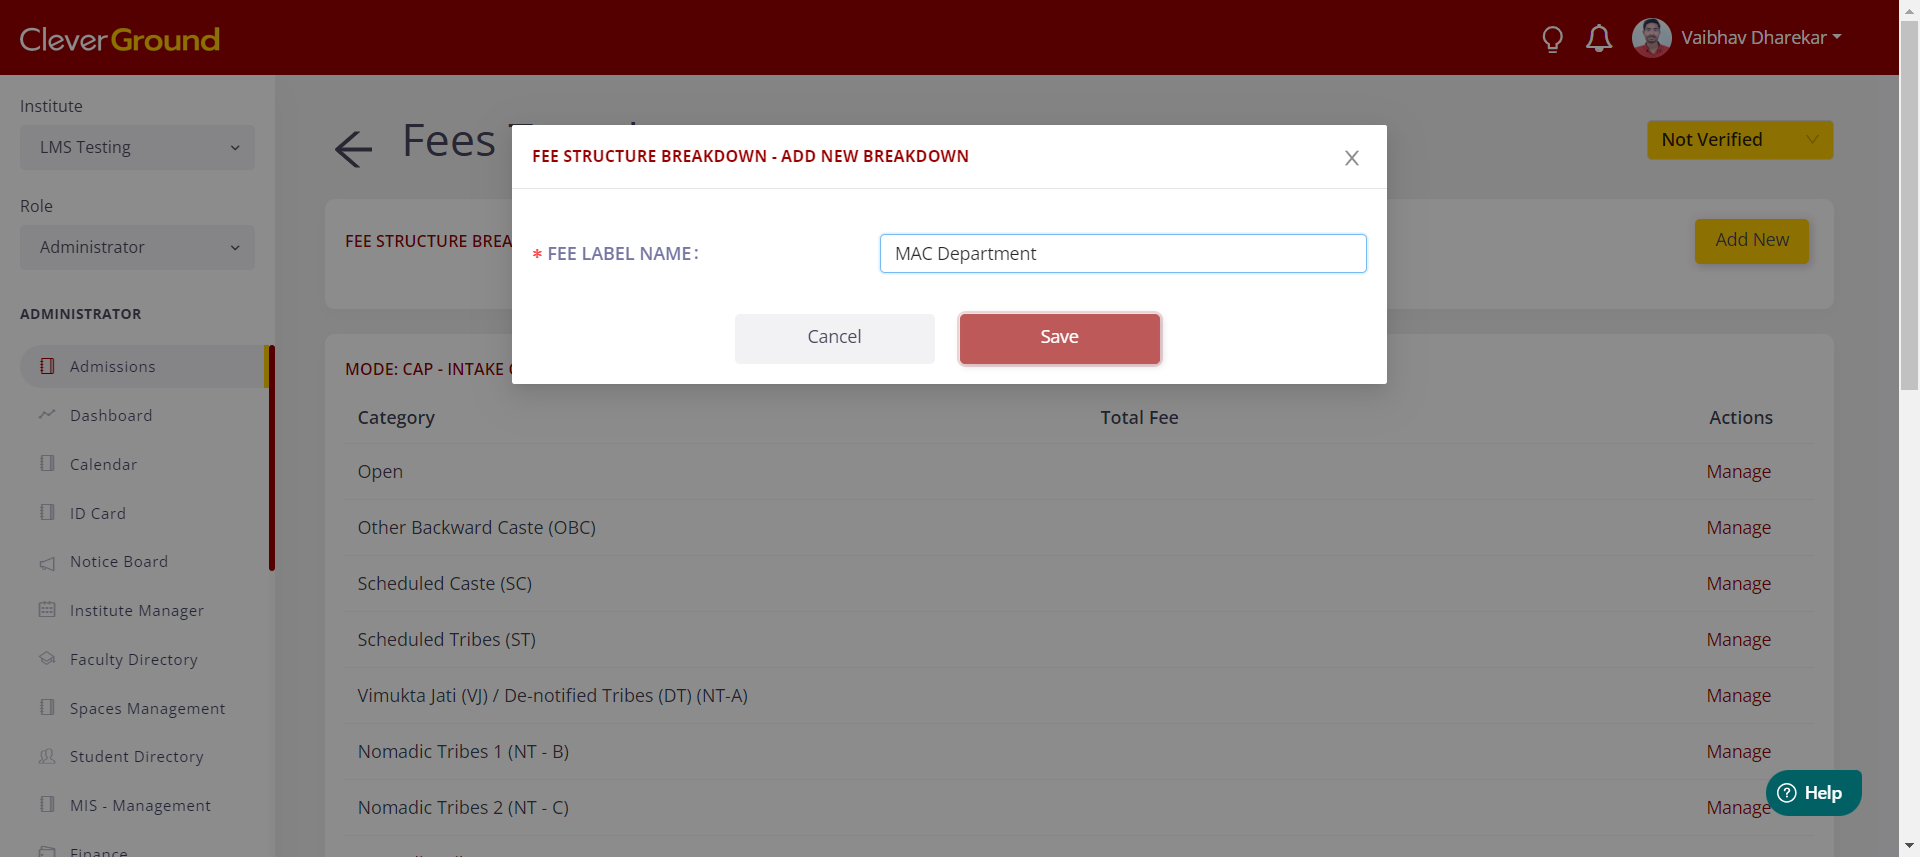 CleverGround
Vaibhav Dharekar
Institute
LMS Testing
Role
Administrator
ADMINISTRATOR
Admissions
Dashboard
Calendar
ID Card
Notice Board
Institute Manager
Faculty Directory
Spaces Management
Student Directory
MIS - Management
Finance
Fees
Not Verified
FEE STRUCTURE BREA
Add New
FEE STRUCTURE BREAKDOWN - ADD NEW BREAKDOWN
* FEE LABEL NAME:
MAC Department
Cancel
Save
MODE: CAP - INTAKE
Category Total Fee Actions
Open Manage
Other Backward Caste (OBC) Manage
Scheduled Caste (SC) Manage
Scheduled Tribes (ST) Manage
Vimukta Jati (VJ) / De-notified Tribes (DT) (NT-A) Manage
Nomadic Tribes 1 (NT - B) Manage
Nomadic Tribes 2 (NT - C) Manage
Help